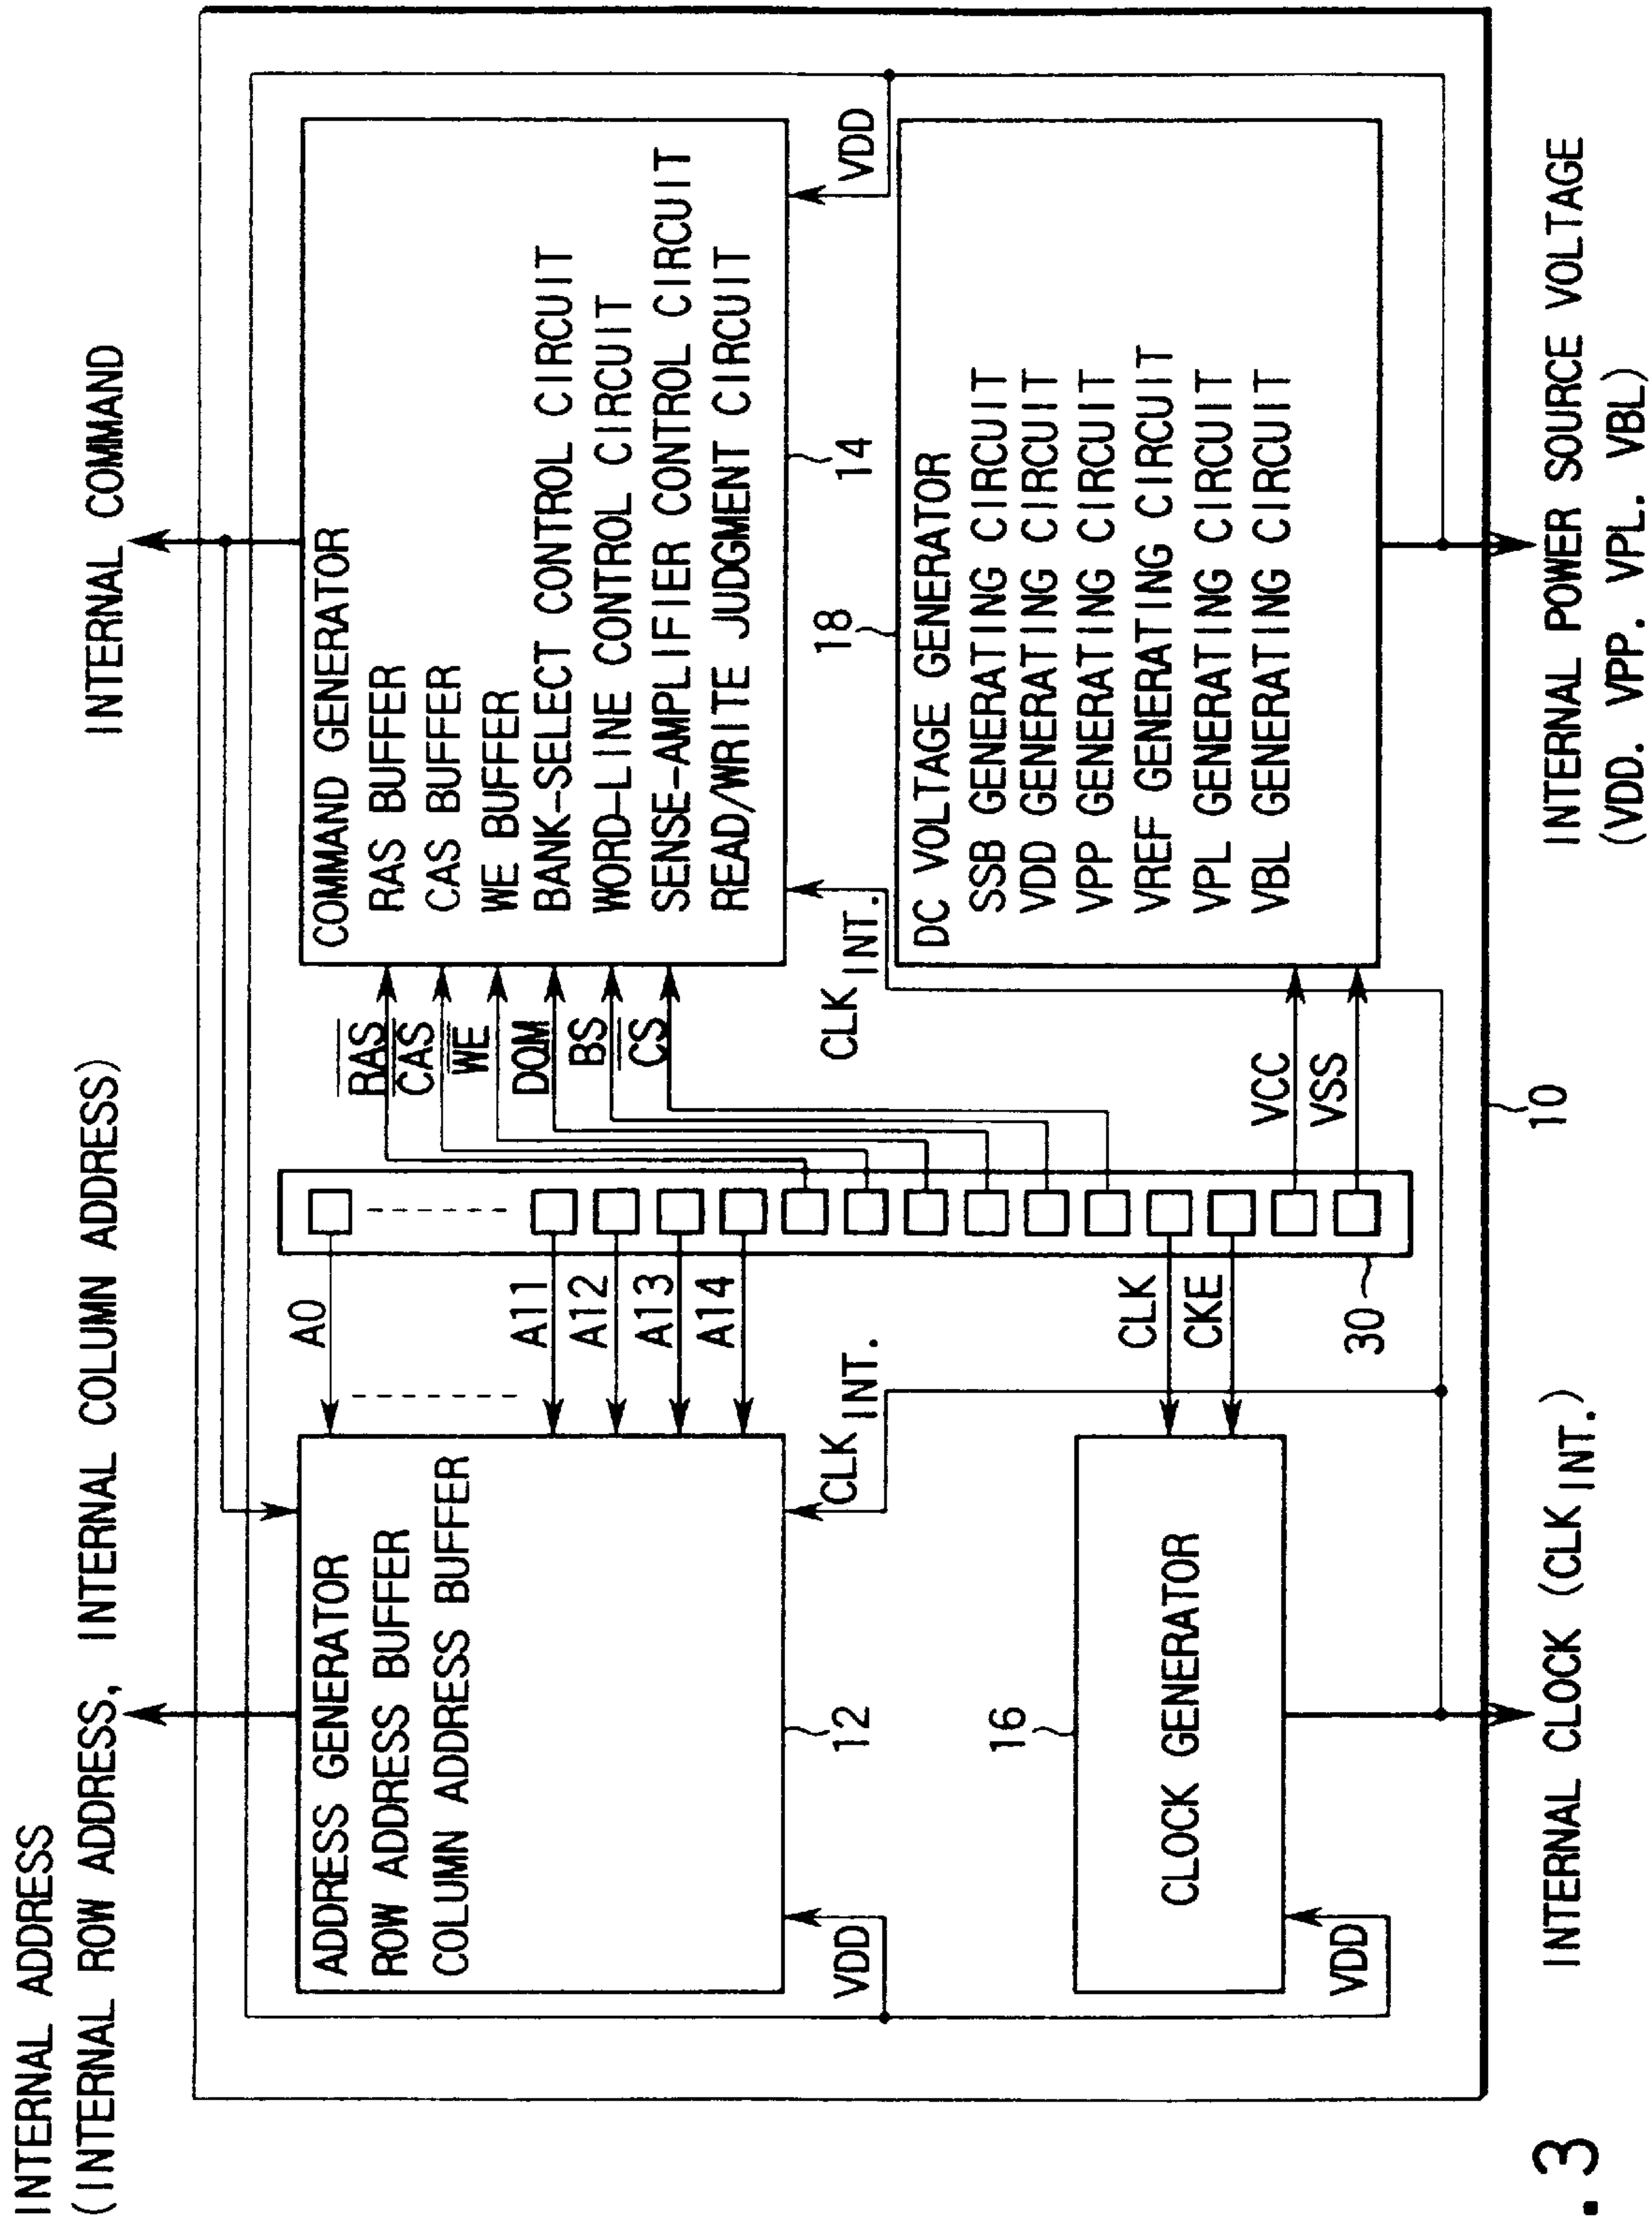 INTERNAL ADDRESS
(INTERNAL ROW ADDRESS, INTERNAL COLUMN ADDRESS)
INTERNAL COMMAND
ADDRESS GENERATOR
ROW ADDRESS BUFFER
COLUMN ADDRESS BUFFER
12
VDD
CLK INT.
A0
A11
A12
A13
A14
R̅A̅S̅
C̅A̅S̅
W̅E̅
DQM
BS
C̅S̅
COMMAND GENERATOR
RAS BUFFER
CAS BUFFER
WE BUFFER
BANK-SELECT CONTROL CIRCUIT
WORD-LINE CONTROL CIRCUIT
SENSE-AMPLIFIER CONTROL CIRCUIT
READ/WRITE JUDGMENT CIRCUIT
14
CLK INT.
VDD
16
CLOCK GENERATOR
VDD
CLK
CKE
30
VCC
VSS
18
DC VOLTAGE GENERATOR
SSB GENERATING CIRCUIT
VDD GENERATING CIRCUIT
VPP GENERATING CIRCUIT
VREF GENERATING CIRCUIT
VPL GENERATING CIRCUIT
VBL GENERATING CIRCUIT
10
INTERNAL CLOCK (CLK INT.)
INTERNAL POWER SOURCE VOLTAGE
(VDD. VPP. VPL. VBL)
.3